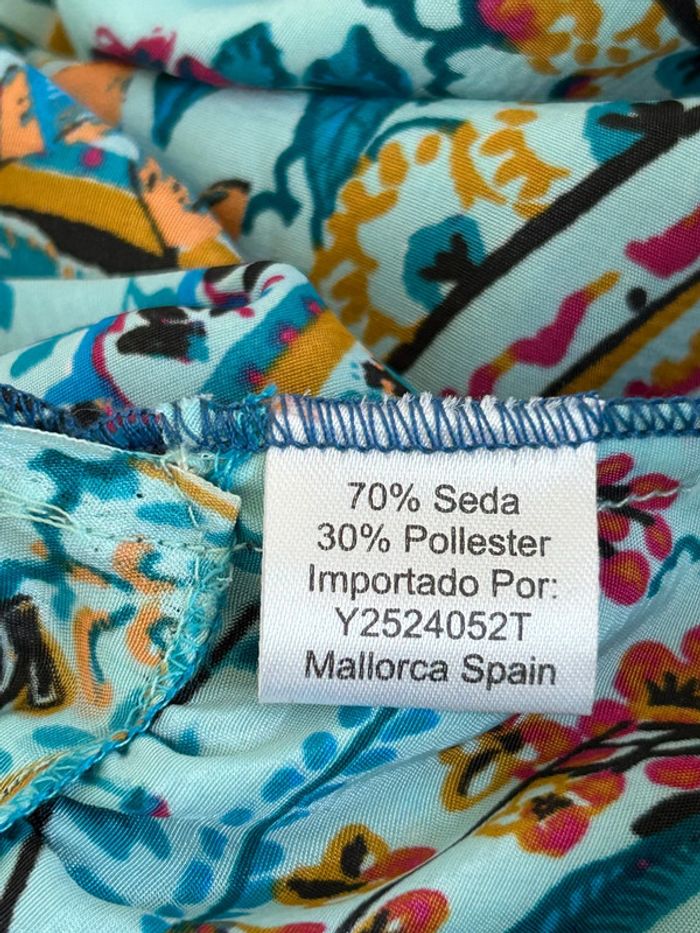 70% Seda
30% Pollester
Importado Por:
Y2524052T
Mallorca Spain